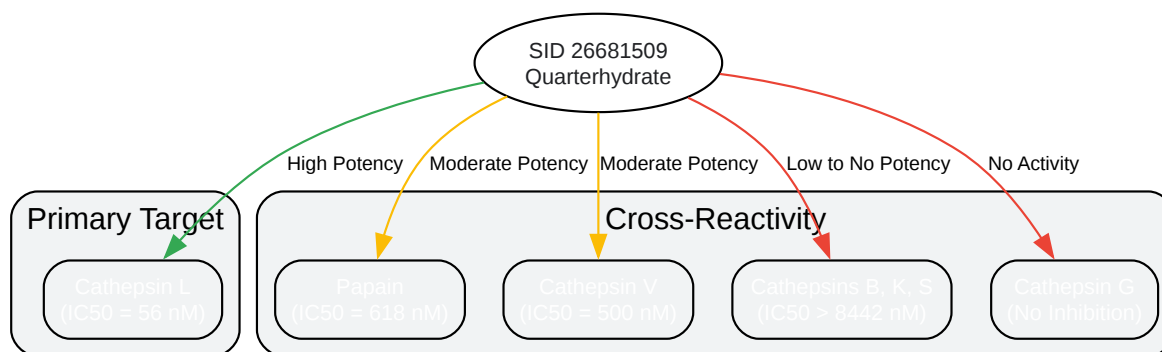 SID 26681509
Quarterhydrate
High Potency
Moderate Potency
Moderate Potency
Low to No Potency
No Activity
Primary Target
Cross-Reactivity
Cathepsin L
(IC50 = 56 nM)
Papain
(IC50 = 618 nM)
Cathepsin V
(IC50 = 500 nM)
Cathepsins B, K, S
(IC50 > 8442 nM)
Cathepsin G
(No Inhibition)